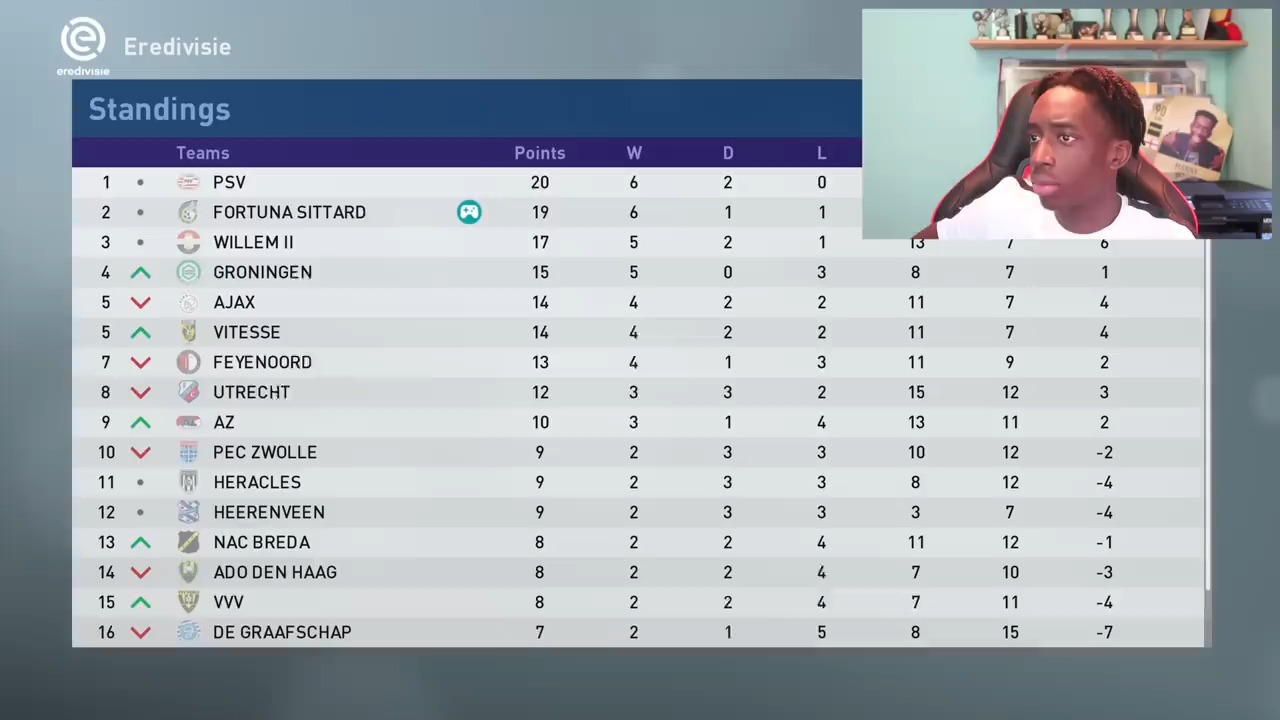 Eredivisie
eredivisie
Standings
Teams Points W D L
1 PSV 20 6 2 0
2 FORTUNA SITTARD 19 6 1 1
3 WILLEM II 17 5 2 1 13 7 6
4 GRONINGEN 15 5 0 3 8 7 1
5 AJAX 14 4 2 2 11 7 4
5 VITESSE 14 4 2 2 11 7 4
7 FEYENOORD 13 4 1 3 11 9 2
8 UTRECHT 12 3 3 2 15 12 3
9 AZ 10 3 1 4 13 11 2
10 PEC ZWOLLE 9 2 3 3 10 12 -2
11 HERACLES 9 2 3 3 8 12 -4
12 HEERENVEEN 9 2 3 3 3 7 -4
13 NAC BREDA 8 2 2 4 11 12 -1
14 ADO DEN HAAG 8 2 2 4 7 10 -3
15 VVV 8 2 2 4 7 11 -4
16 DE GRAAFSCHAP 7 2 1 5 8 15 -7